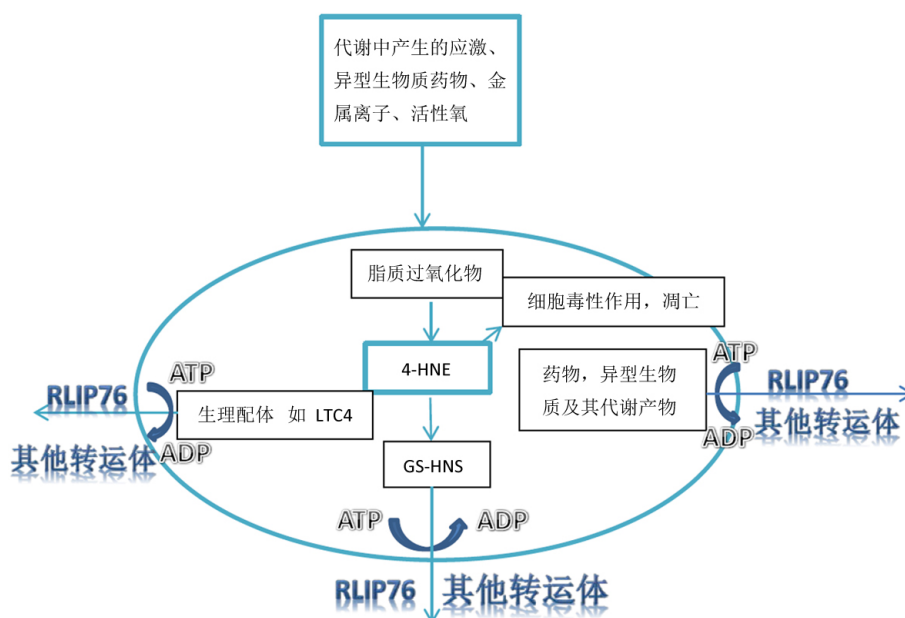 代谢中产生的应激、
异型生物质药物、金
属离子、活性氧
脂质过氧化物
细胞毒性作用，凋亡
4-HNE
药物，异型生物
质及其代谢产物
ATP
RLIP76
ADP
其他转运体
生理配体 如 LTC4
ATP
RLIP76
ADP
其他转运体
GS-HNS
ATP
ADP
RLIP76
其他转运体